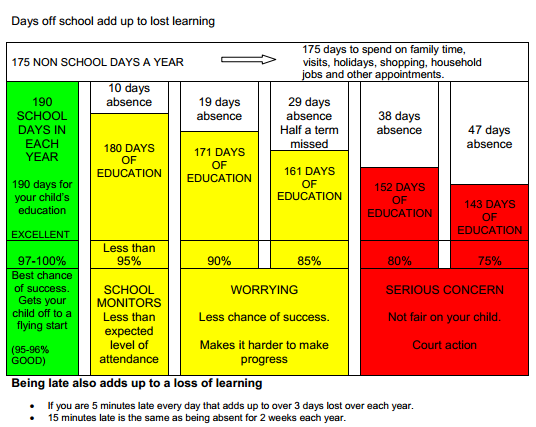 Days off school add up to lost learning
175 NON SCHOOL DAYS A YEAR
175 days to spend on family time,
visits, holidays, shopping, household
jobs and other appointments.
190
SCHOOL
DAYS IN
EACH
YEAR
190 days for
your child's
education
EXCELLENT
10 days
absence
180 DAYS
OF
EDUCATION
19 days
absence
171 DAYS
OF
EDUCATION
29 days
absence
Half a term
missed
161 DAYS
OF
EDUCATION
38 days
absence
152 DAYS
OF
EDUCATION
47 days
absence
143 DAYS
OF
EDUCATION
97-100%
Less than
95%
90%
85%
80%
75%
Best chance
of success.
Gets your
child off to a
flying start
(95-96%
GOOD)
SCHOOL
MONITORS
Less than
expected
level of
attendance
WORRYING
Less chance of success.
Makes it harder to make
progress
SERIOUS CONCERN
Not fair on your child.
Court action
Being late also adds up to a loss of learning
• If you are 5 minutes late every day that adds up to over 3 days lost over each year.
• 15 minutes late is the same as being absent for 2 weeks each year.